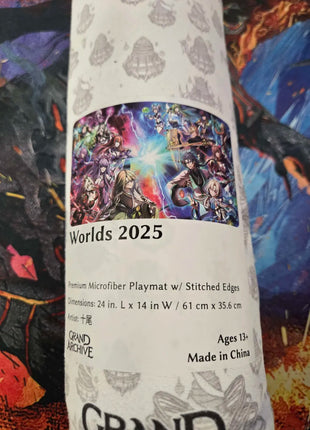 Worlds 2025
Premium Microfiber Playmat w/ Stitched Edges
Dimensions: 24 in. L x 14 in W / 61 cm x 35.6 cm
Artist: 十尾
GRAND
ARCHIVE
Ages 13+
Made in China
GRAND